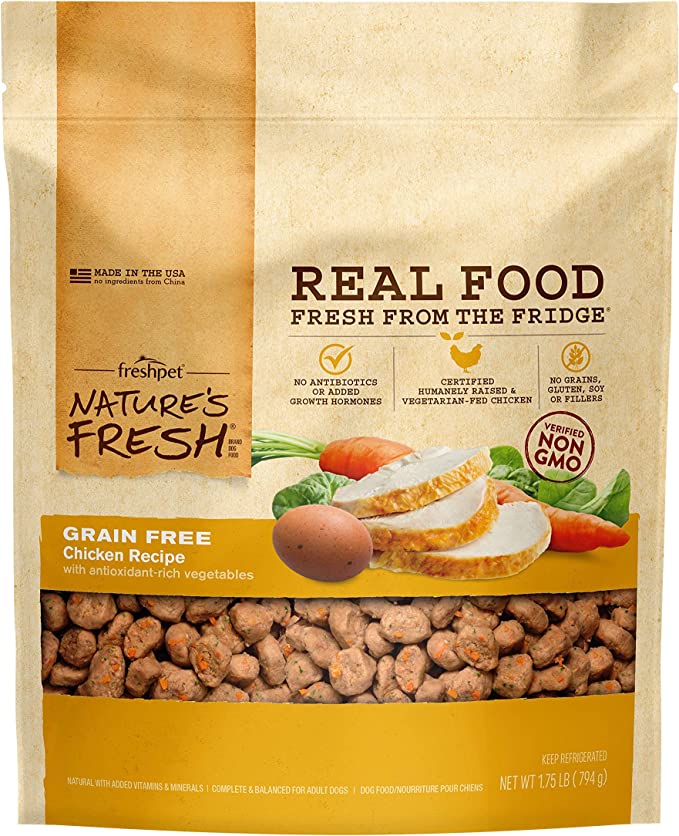 MADE IN THE USA
no ingredients from China
freshpet®
NATURE'S
FRESH®
BRAND
DOG
FOOD
REAL FOOD
FRESH FROM THE FRIDGE®
NO ANTIBIOTICS
OR ADDED
GROWTH HORMONES
CERTIFIED
HUMANELY RAISED &
VEGETARIAN-FED CHICKEN
NO GRAINS,
GLUTEN, SOY
OR FILLERS
VERIFIED
NON
GMO
GRAIN FREE
Chicken Recipe
with antioxidant-rich vegetables
KEEP REFRIGERATED
NET WT 1.75 LB (794 g)
NATURAL WITH ADDED VITAMINS & MINERALS | COMPLETE & BALANCED FOR ADULT DOGS | DOG FOOD/NOURRITURE POUR CHIENS